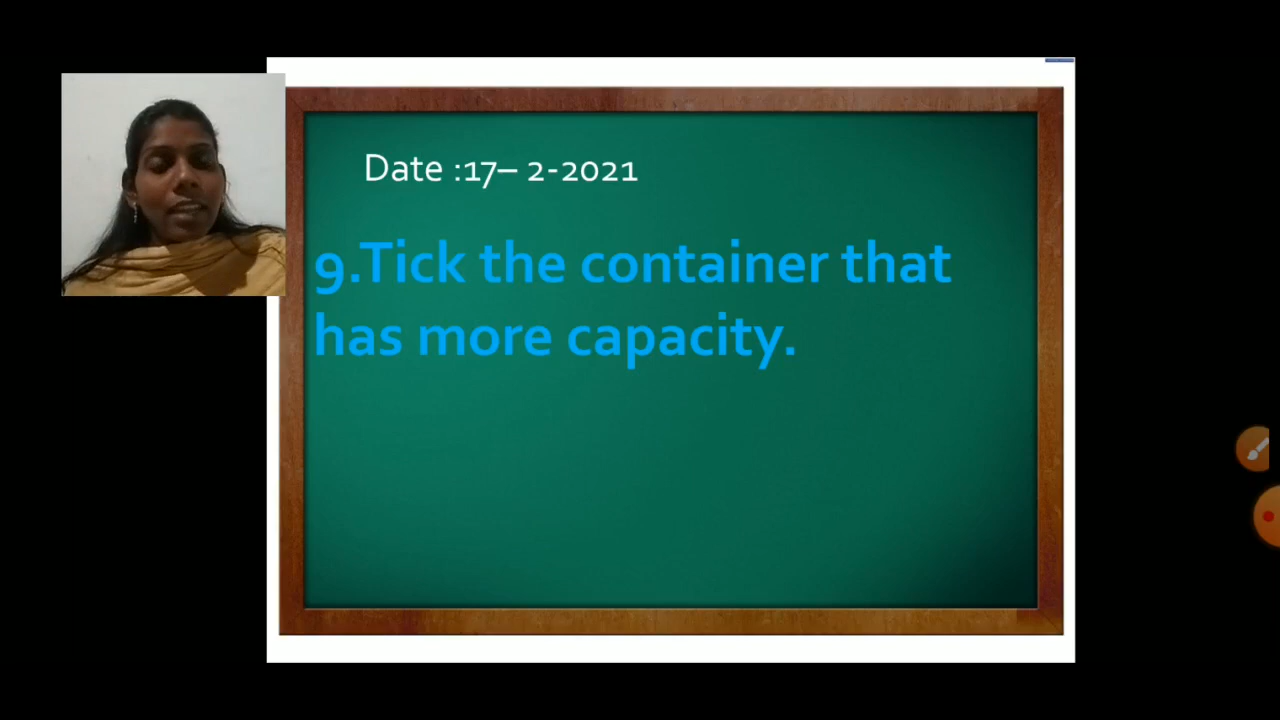 Date :17– 2-2021
9.Tick the container that
has more capacity.